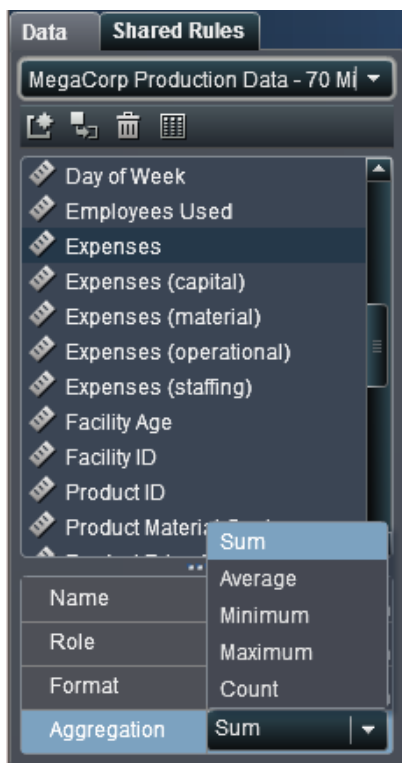 Data Shared Rules
MegaCorp Production Data - 70 Mi
Day of Week
Employees Used
Expenses
Expenses (capital)
Expenses (material)
Expenses (operational)
Expenses (staffing)
Facility Age
Facility ID
Product ID
Product Materi
Sum
Average
Name
Minimum
Role
Maximum
Format
Count
Aggregation Sum